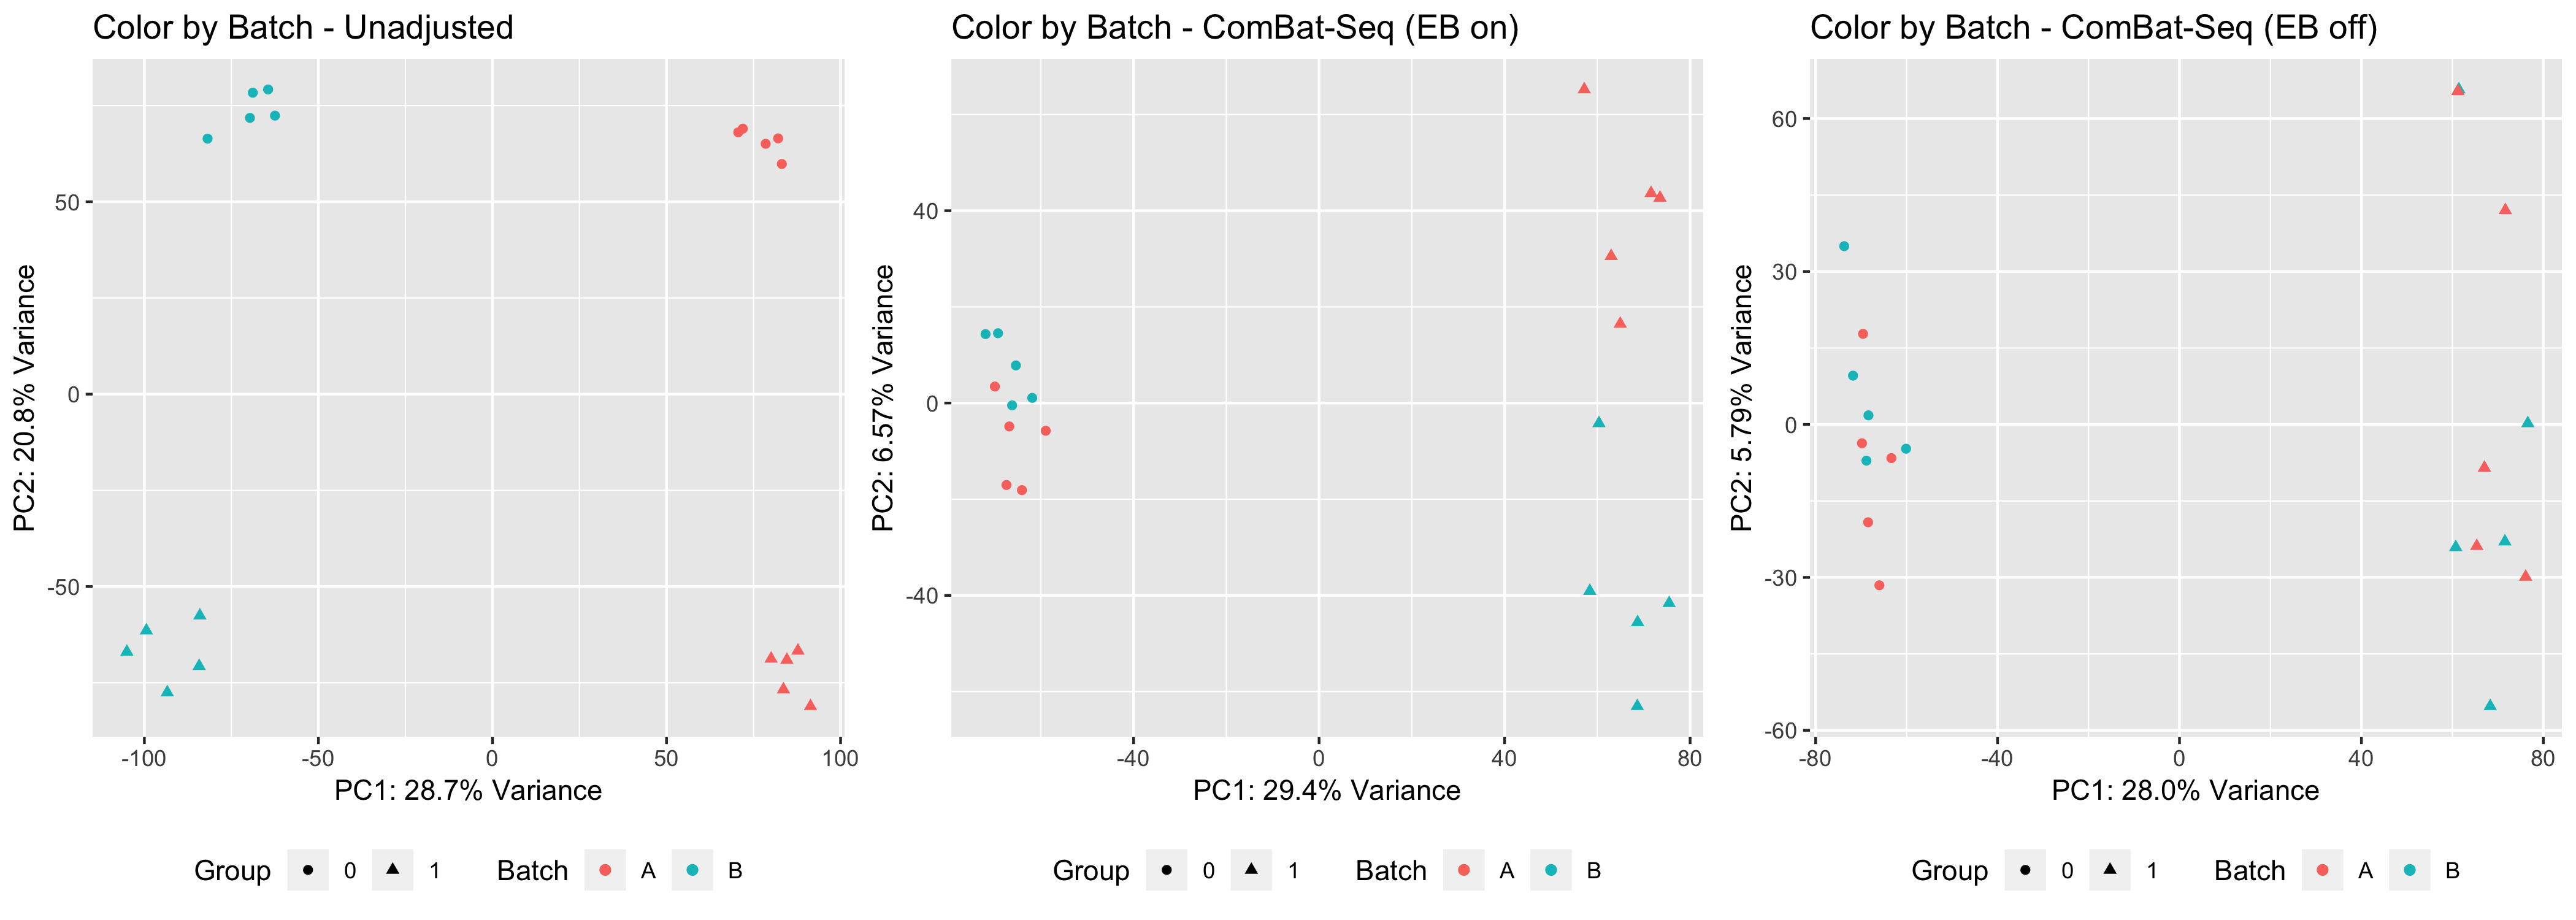 Color by Batch - Unadjusted
PC2: 20.8% Variance
50
0
-50
-100
-50
0
50
100
PC1: 28.7% Variance
Group 0 1 Batch A B
Color by Batch - ComBat-Seq (EB on)
PC2: 6.57% Variance
40
0
-40
-40
0
40
80
PC1: 29.4% Variance
Group 0 1 Batch A B
Color by Batch - ComBat-Seq (EB off)
PC2: 5.79% Variance
60
30
0
-30
-60
-80
-40
0
40
80
PC1: 28.0% Variance
Group 0 1 Batch A B